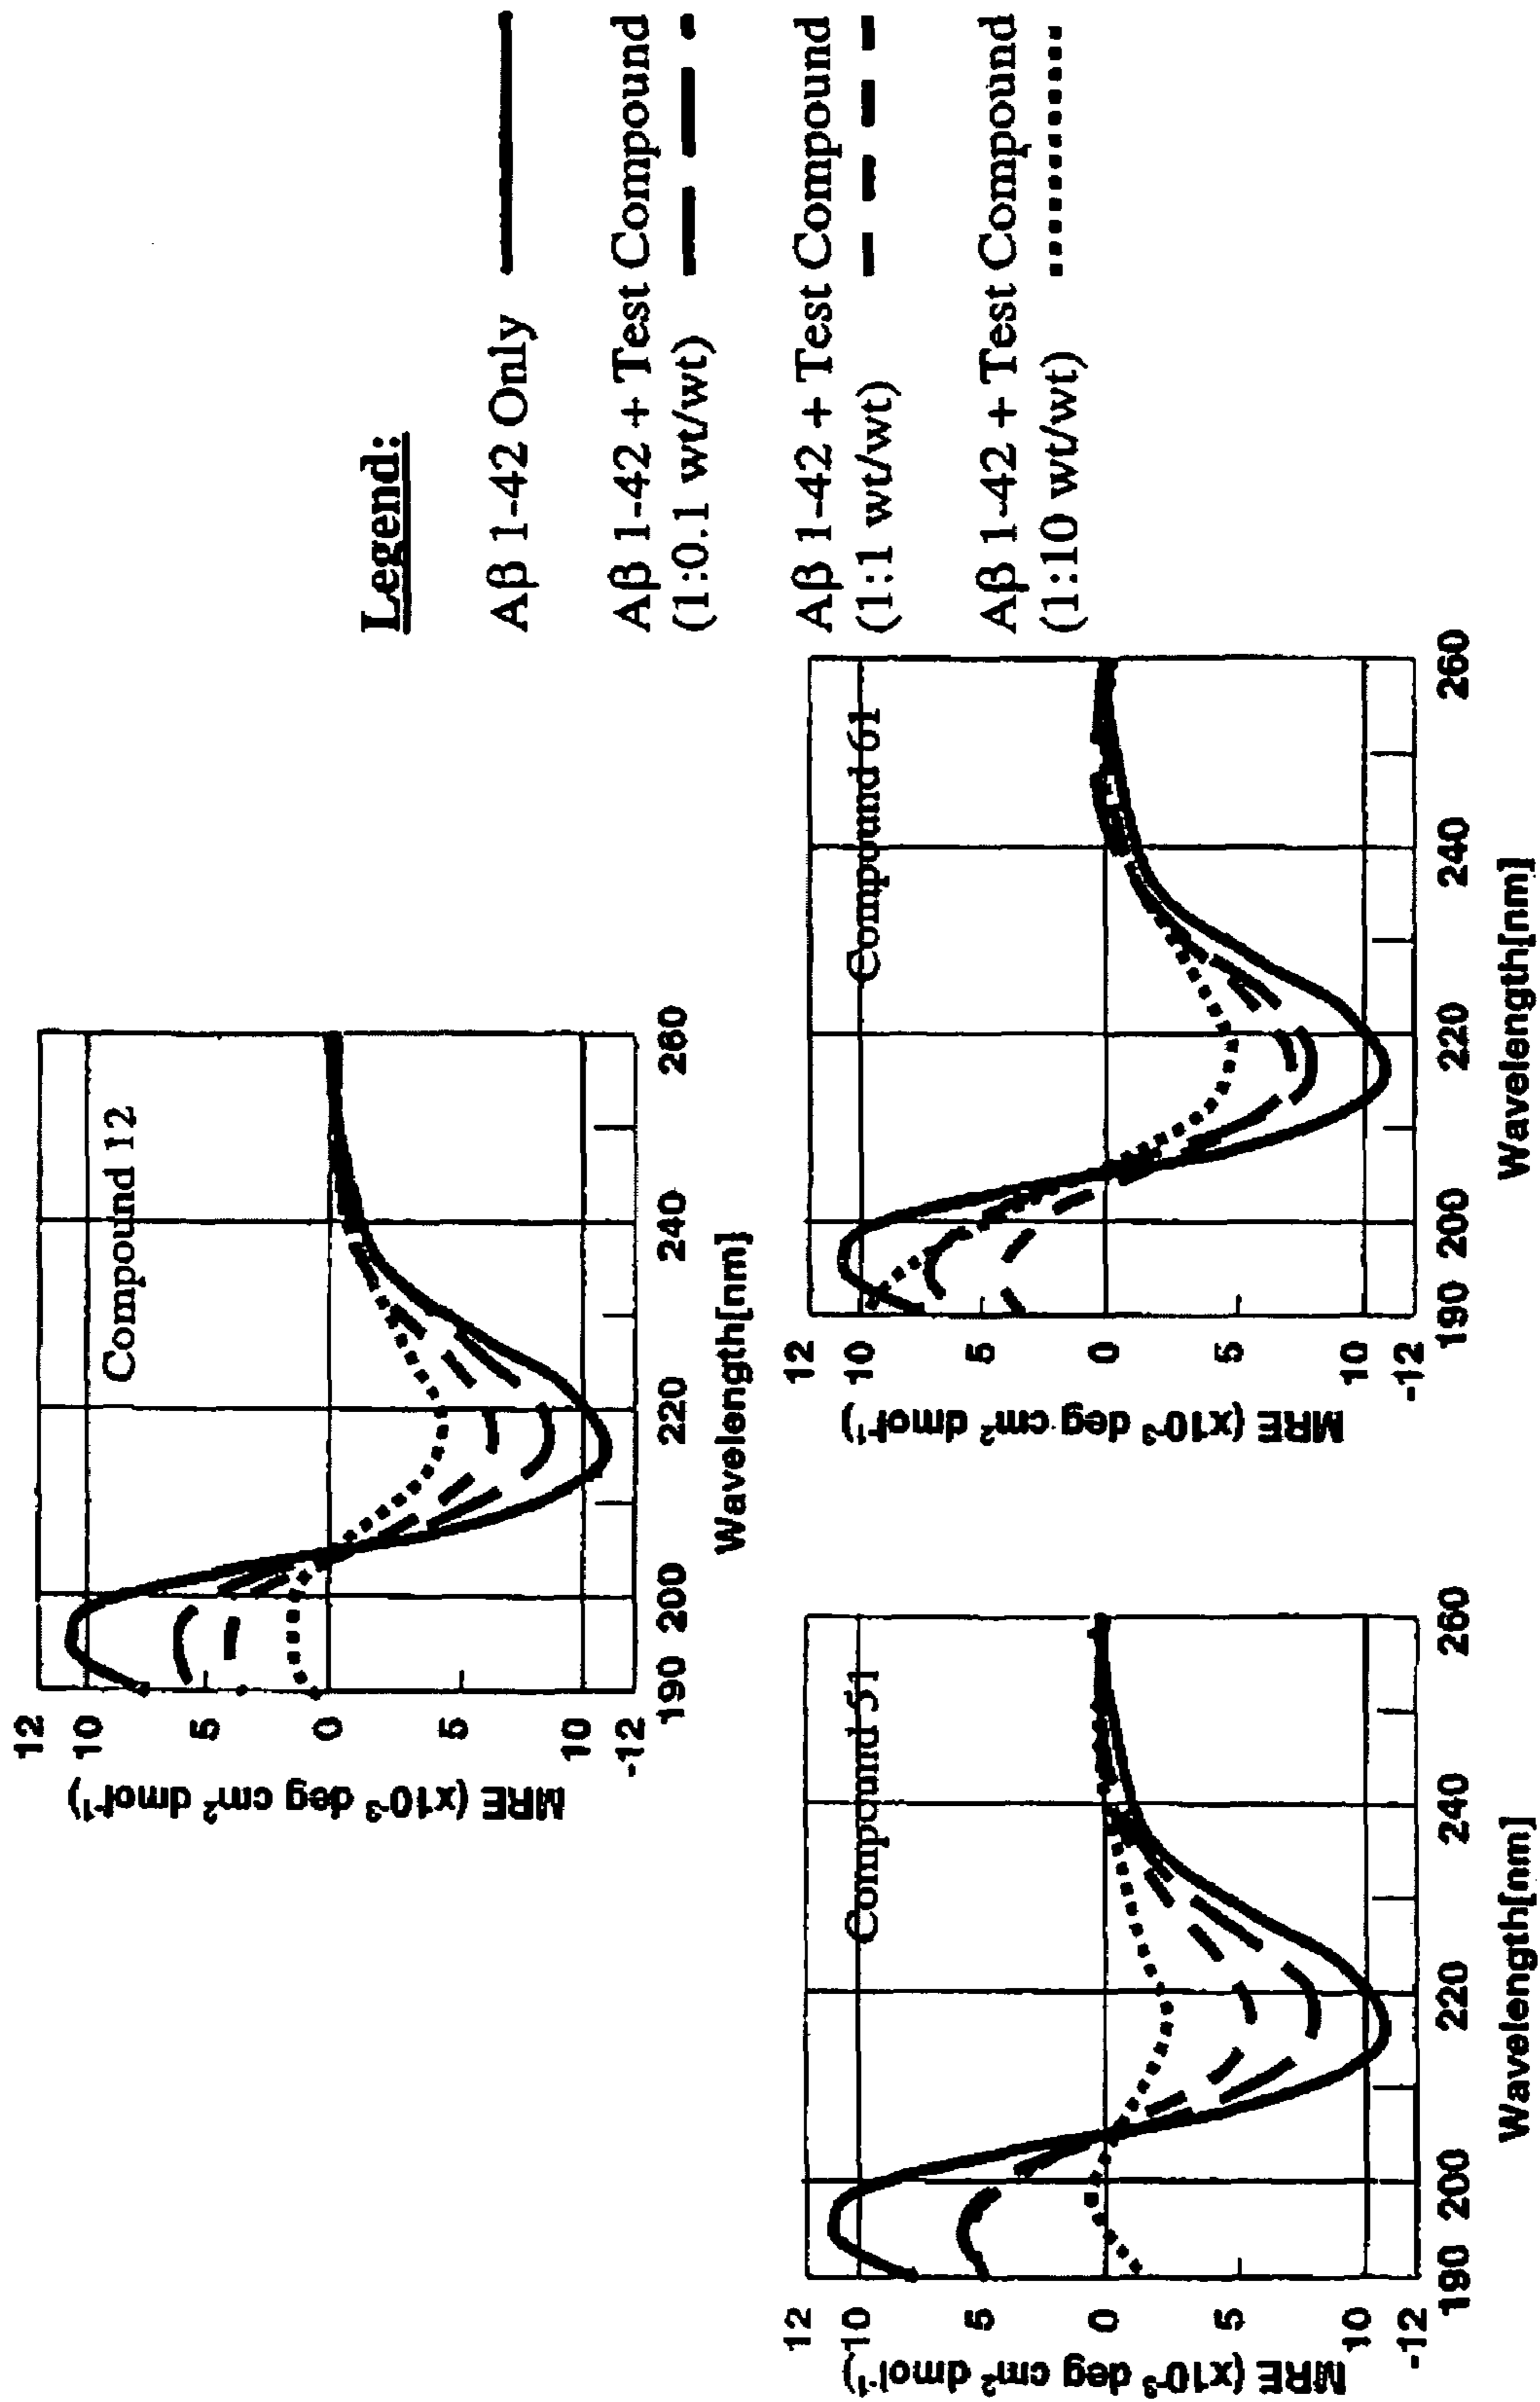 Compound 12
12
10
5
0
5
10
-12
MRE (x10⁻³ deg cm² dmol⁻¹)
190 200 220 240 260
Wavelength[nm]
Legend:
Aβ 1-42 Only
Aβ 1-42 + Test Compound
(1:0.1 wt/wt)
Aβ 1-42 + Test Compound
(1:1 wt/wt)
Aβ 1-42 + Test Compound
(1:10 wt/wt)
Compound 51
12
10
5
0
5
10
-12
MRE (x10⁻³ deg cm² dmol⁻¹)
190 200 220 240 260
Wavelength[nm]
Compound 61
12
10
5
0
5
10
-12
MRE (x10⁻³ deg cm² dmol⁻¹)
190 200 220 240 260
Wavelength[nm]